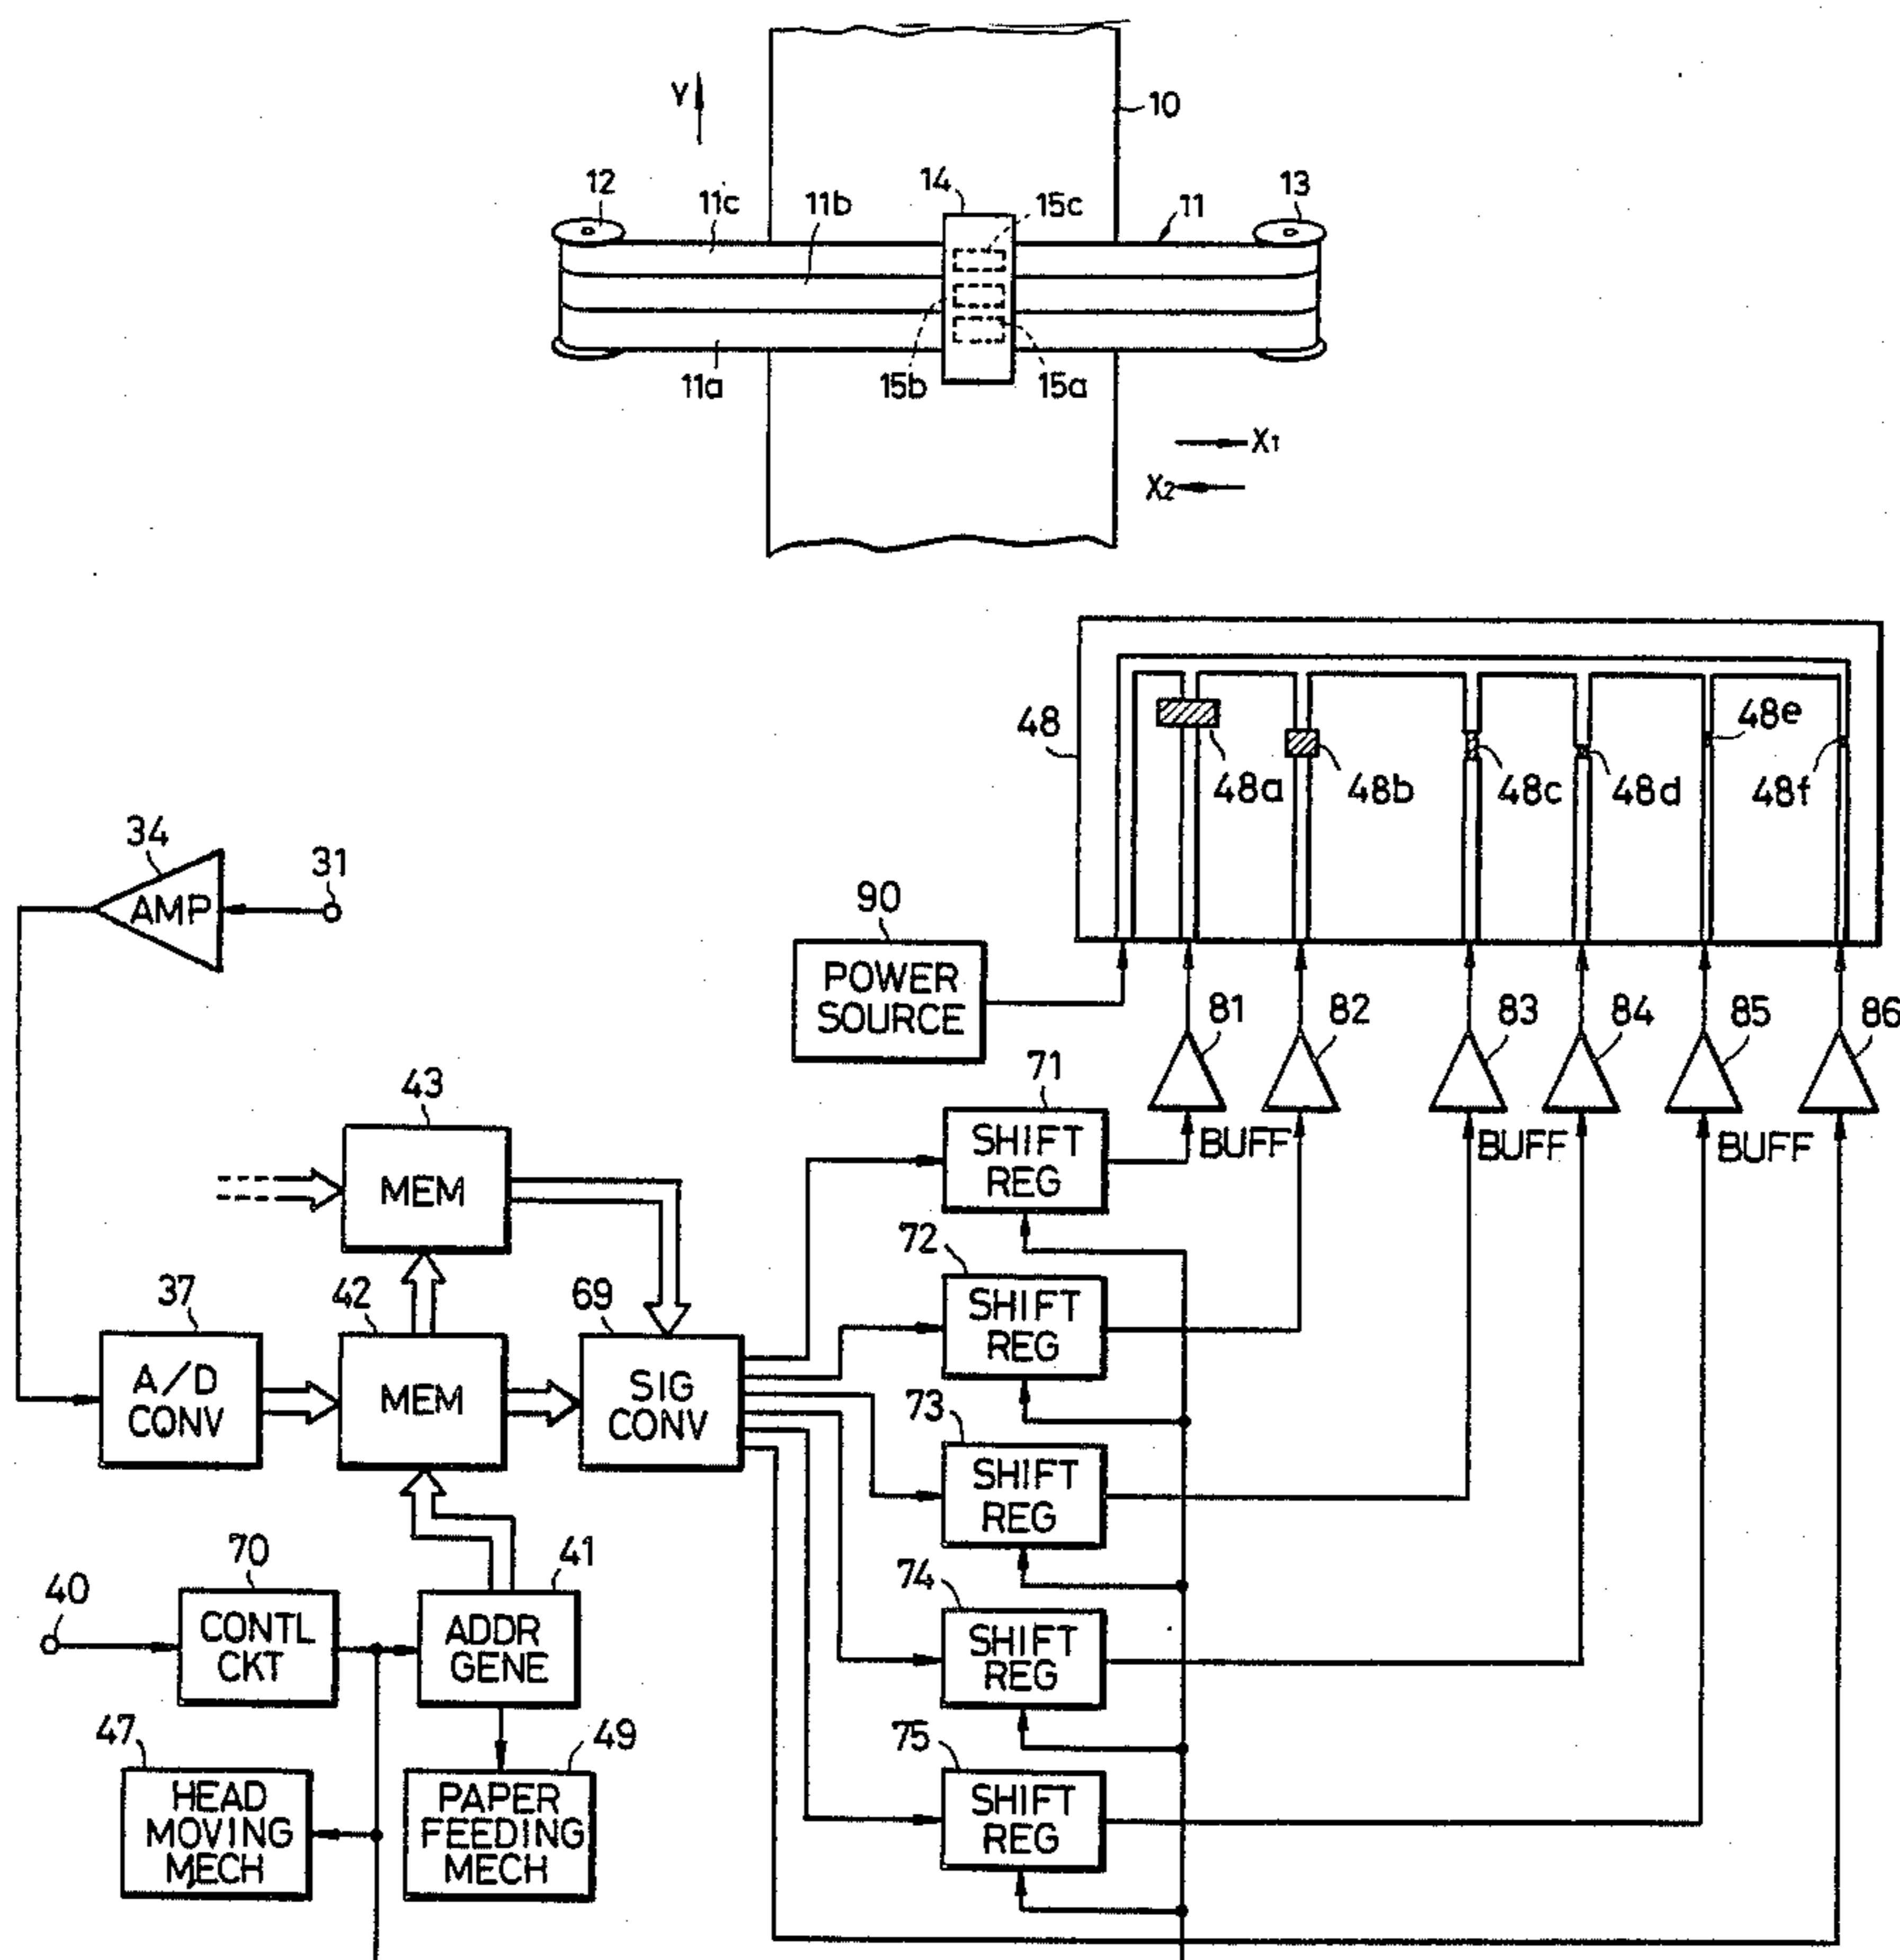 Y
10
12
11c
11b
14
15c
11
13
11a
15b
15a
X1
X2
48
48a
48b
48c
48d
48e
48f
34
AMP
31
90
POWER
SOURCE
81
82
83
84
85
86
BUFF
BUFF
BUFF
43
MEM
71
SHIFT
REG
37
A/D
CONV
42
MEM
69
SIG
CONV
72
SHIFT
REG
73
SHIFT
REG
40
70
CONTL
CKT
41
ADDR
GENE
74
SHIFT
REG
47
HEAD
MOVING
MECH
49
PAPER
FEEDING
MECH
75
SHIFT
REG